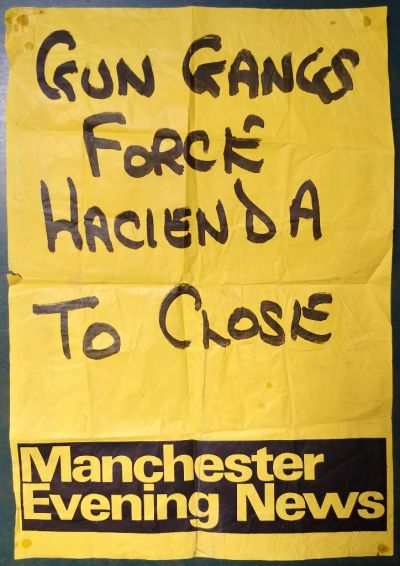 GUN GANGS
FORCE
HACIENDA
TO CLOSE
Manchester
Evening News